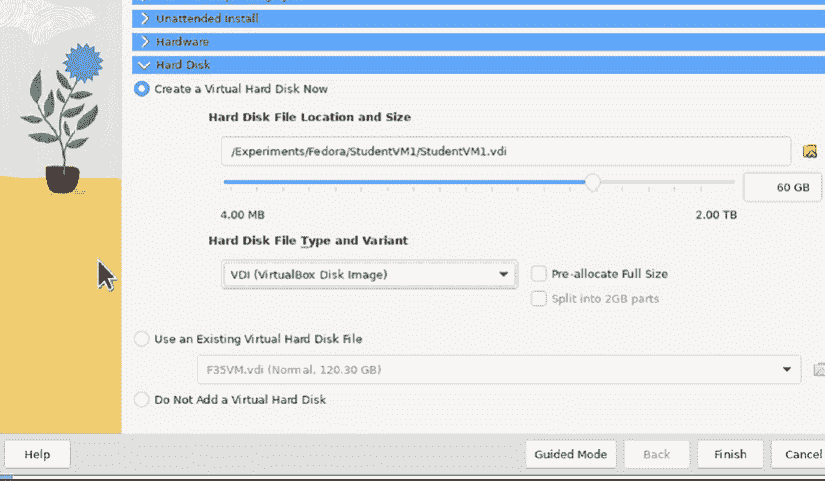 Unattended Install
Hardware
Hard Disk
Create a Virtual Hard Disk Now
Hard Disk File Location and Size
/Experiments/Fedora/StudentVM1/StudentVM1.vdi
60 GB
4.00 MB 2.00 TB
Hard Disk File Type and Variant
VDI (VirtualBox Disk Image) Pre-allocate Full Size
Split into 2GB parts
Use an Existing Virtual Hard Disk File
F35VM.vdi (Normal, 120.30 GB)
Do Not Add a Virtual Hard Disk
Help Guided Mode Back Finish Cancel